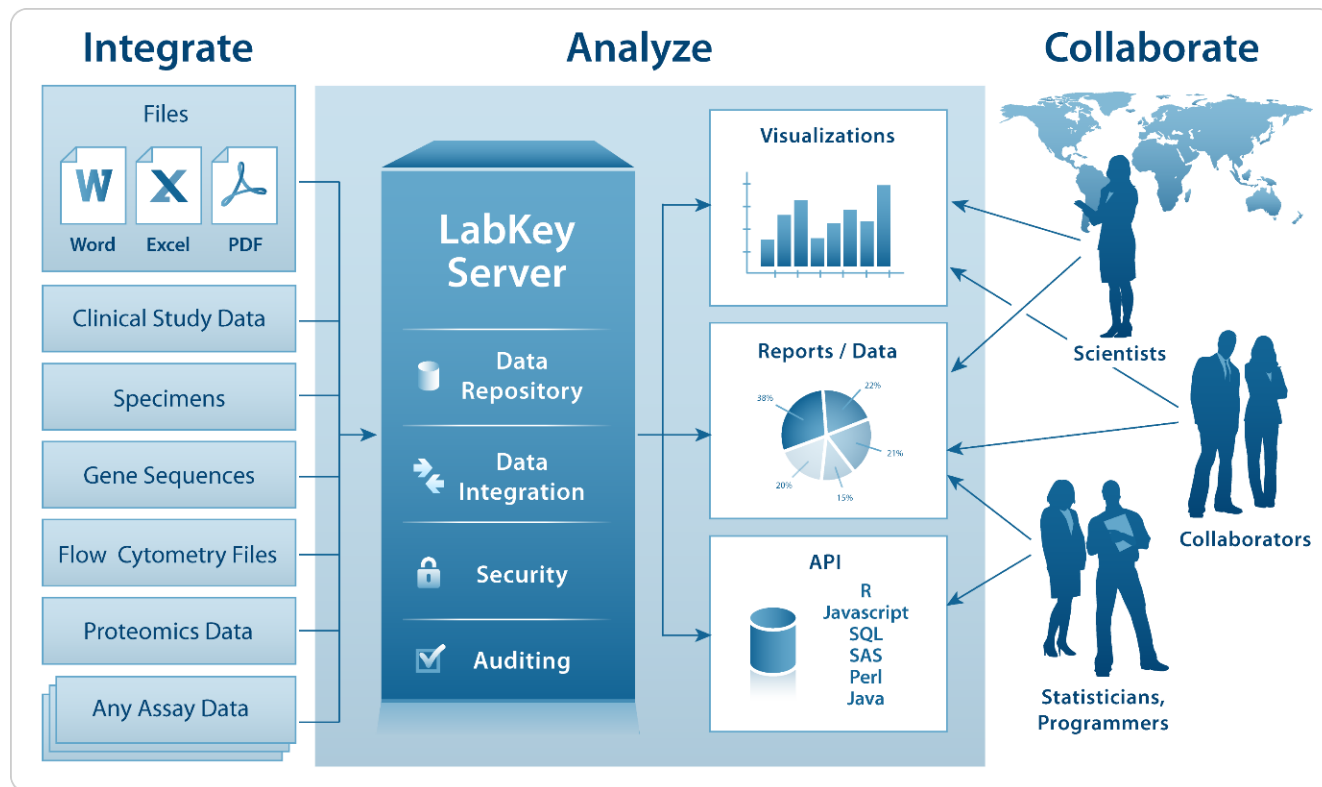 Integrate
Analyze
Collaborate
Files
W
X
Word
Excel
PDF
Clinical Study Data
Specimens
Gene Sequences
Flow Cytometry Files
Proteomics Data
Any Assay Data
LabKey
Server
Data
Repository
Data
Integration
Security
Auditing
Visualizations
Reports / Data
38%
22%
21%
20%
15%
API
R
Javascript
SQL
SAS
Perl
Java
Scientists
Collaborators
Statisticians,
Programmers